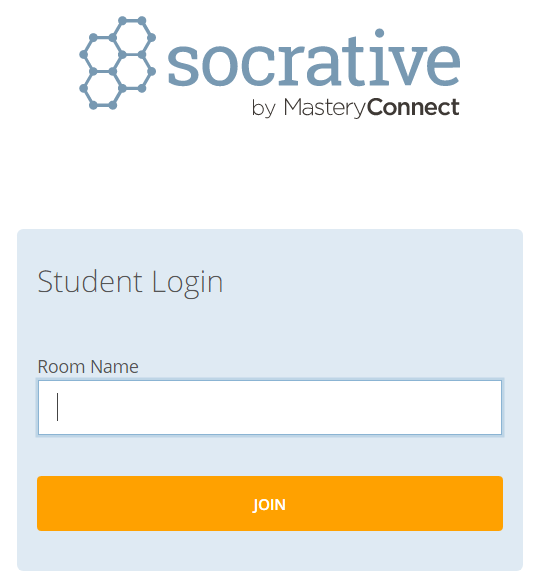 socrative
by MasteryConnect
Student Login
Room Name
JOIN